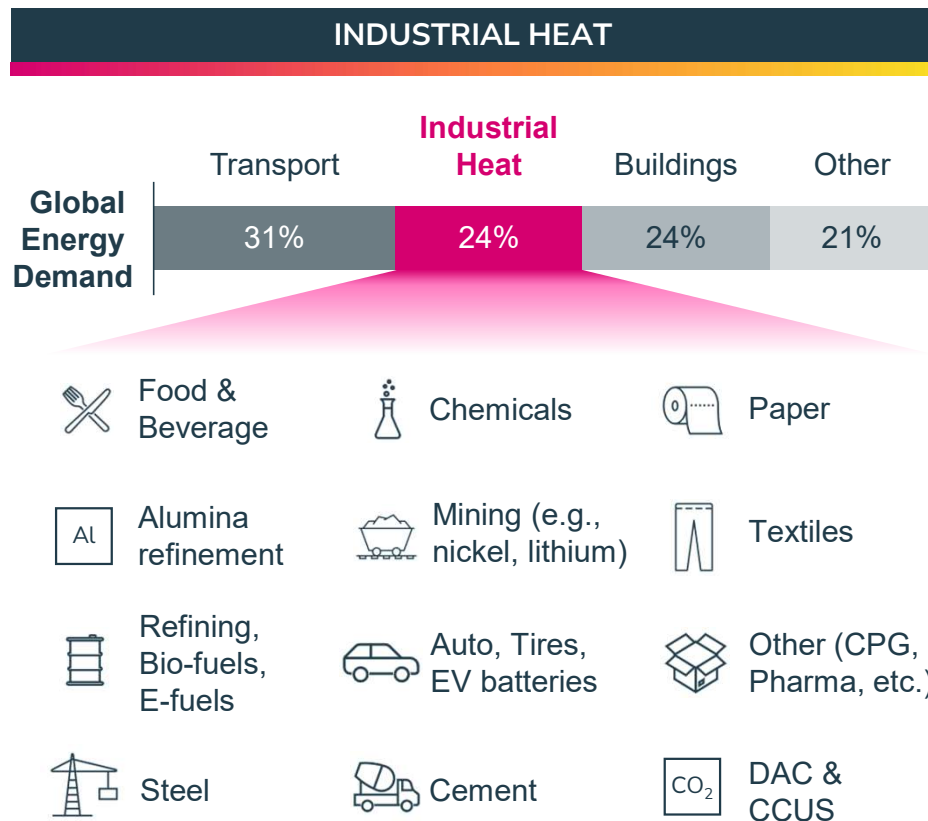 INDUSTRIAL HEAT
Industrial
Transport Heat Buildings Other
Global
Energy
Demand
31% 24% 24% 21%
Food &
Beverage
Chemicals
Paper
Al
Alumina
refinement
Mining (e.g.,
nickel, lithium)
Textiles
Refining,
Bio-fuels,
E-fuels
Auto, Tires,
EV batteries
Other (CPG,
Pharma, etc.)
Steel
Cement
CO₂
DAC &
CCUS